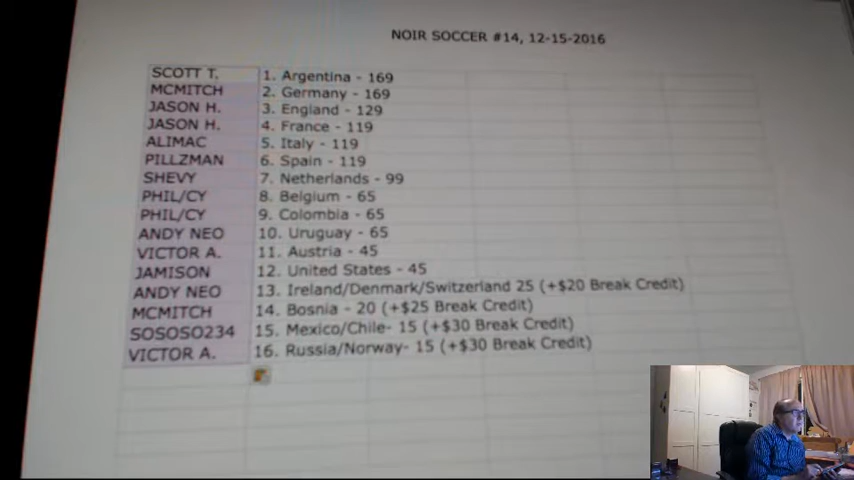 NOIR SOCCER #14, 12-15-2016
SCOTT T. 1. Argentina - 169
MCMITCH 2. Germany - 169
JASON H. 3. England - 129
JASON H. 4. France - 119
ALIMAC 5. Italy - 119
PILLZMAN 6. Spain - 119
SHEVY 7. Netherlands - 99
PHIL/CY 8. Belgium - 65
PHIL/CY 9. Colombia - 65
ANDY NEO 10. Uruguay - 65
VICTOR A. 11. Austria - 45
JAMISON 12. United States - 45
ANDY NEO 13. Ireland/Denmark/Switzerland 25 (+$20 Break Credit)
MCMITCH 14. Bosnia - 20 (+$25 Break Credit)
SOSOSO234 15. Mexico/Chile- 15 (+$30 Break Credit)
VICTOR A. 16. Russia/Norway- 15 (+$30 Break Credit)